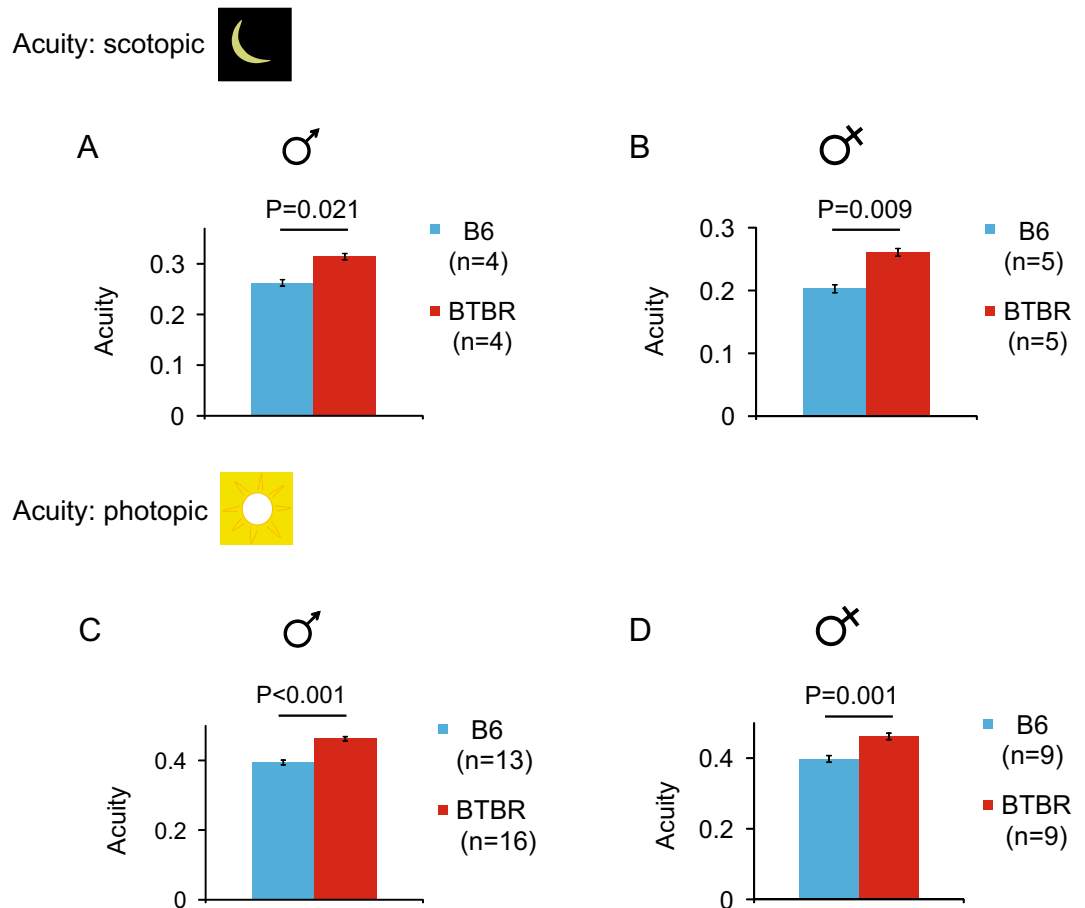 Acuity: scotopic
A
♂
P=0.021
B6
(n=4)
BTBR
(n=4)
0.3
0.2
0.1
0
Acuity
B
♀
P=0.009
B6
(n=5)
BTBR
(n=5)
0.3
0.2
0.1
0
Acuity
Acuity: photopic
C
♂
P<0.001
B6
(n=13)
BTBR
(n=16)
0.4
0.2
0
Acuity
D
♀
P=0.001
B6
(n=9)
BTBR
(n=9)
0.4
0.2
0
Acuity